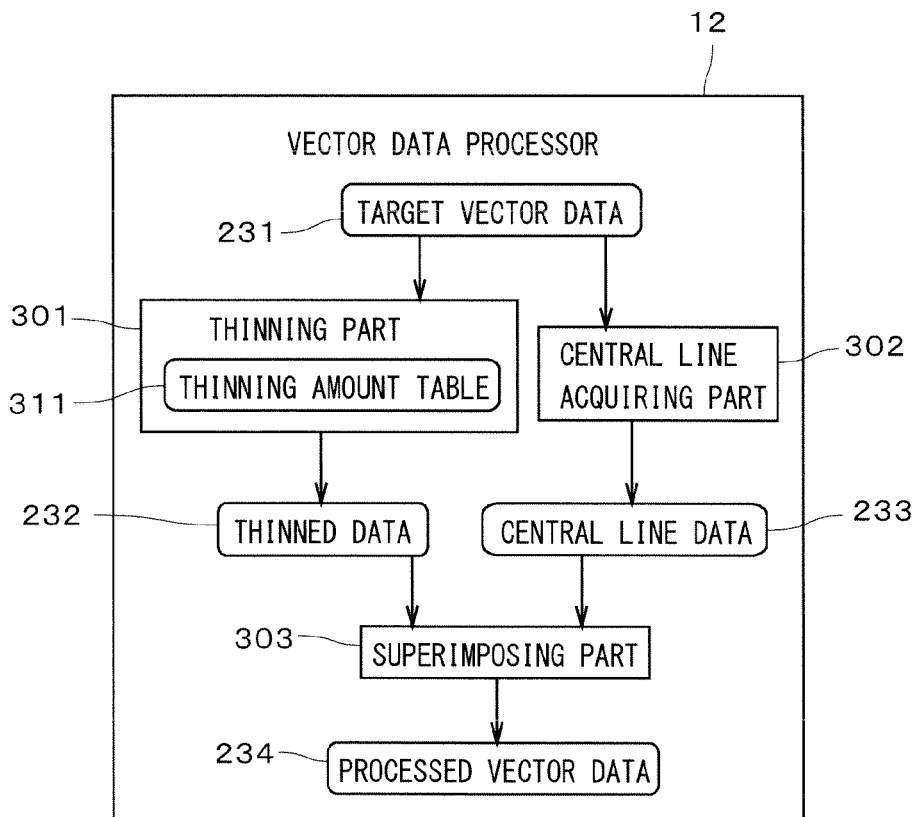 12
VECTOR DATA PROCESSOR
TARGET VECTOR DATA
231
301
THINNING PART
THINNING AMOUNT TABLE
311
CENTRAL LINE
ACQUIRING PART
302
232
THINNED DATA
CENTRAL LINE DATA
233
303
SUPERIMPOSING PART
234
PROCESSED VECTOR DATA